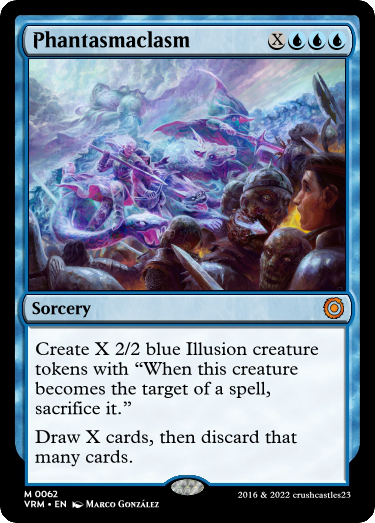 Phantasmaclasm X
Sorcery
Create X 2/2 blue Illusion creature
tokens with “When this creature
becomes the target of a spell,
sacrifice it.”
Draw X cards, then discard that
many cards.
M 0062
VRM • EN Marco González
2016 & 2022 crushcastles23